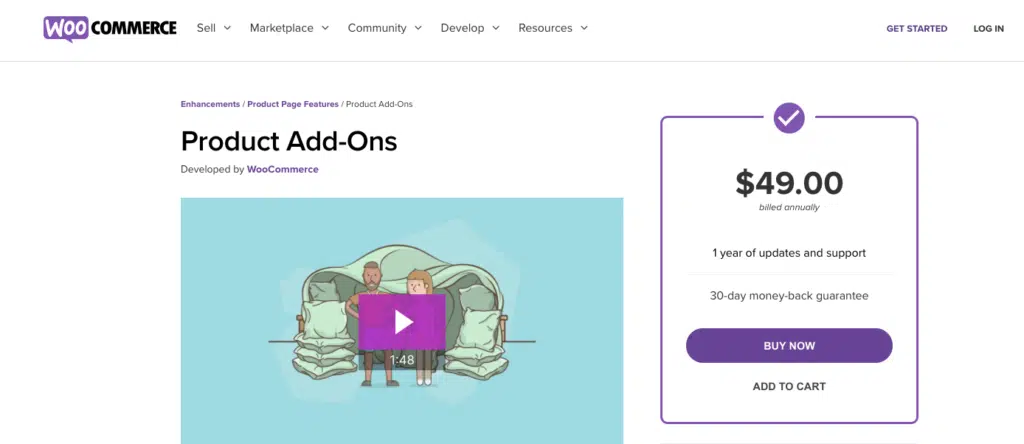 WOO COMMERCE Sell Marketplace Community Develop Resources GET STARTED LOG IN
Enhancements / Product Page Features / Product Add-Ons
Product Add-Ons
Developed by WooCommerce
1:48
$49.00
billed annually
1 year of updates and support
30-day money-back guarantee
BUY NOW
ADD TO CART